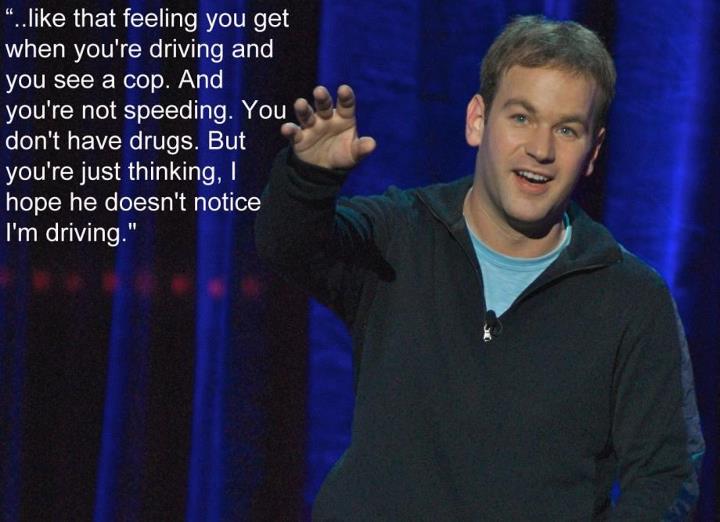 “..like that feeling you get
when you're driving and
you see a cop. And
you're not speeding. You
don't have drugs. But
you're just thinking, I
hope he doesn't notice
I'm driving."